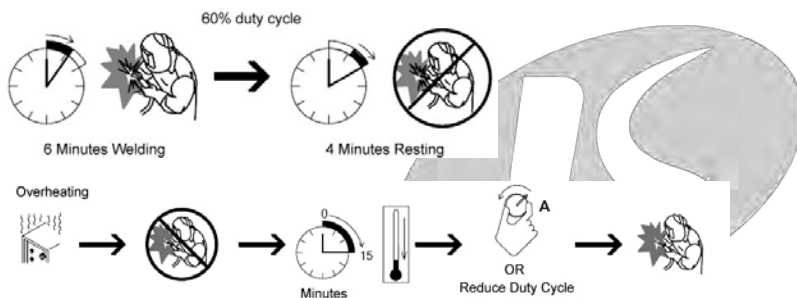 60% duty cycle
6 Minutes Welding
4 Minutes Resting
Overheating
0
15
Minutes
A
OR
Reduce Duty Cycle